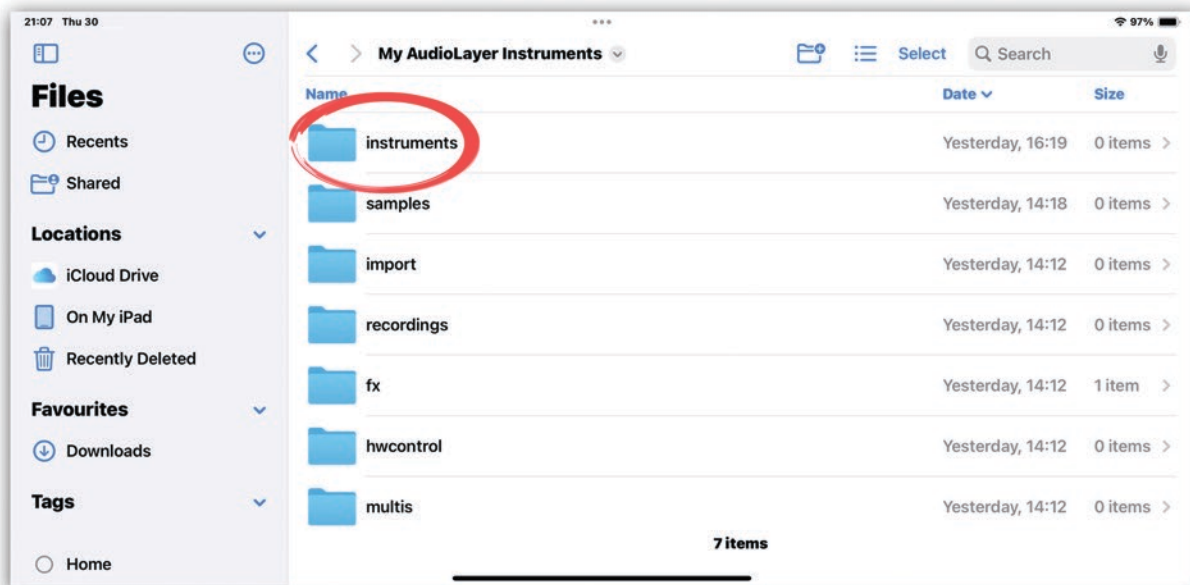 21:07 Thu 30
97%
Files
Recents
Shared
Locations
iCloud Drive
On My iPad
Recently Deleted
Favourites
Downloads
Tags
Home
My AudioLayer Instruments
Select
Search
Name
Date
Size
instruments
Yesterday, 16:19
0 items
samples
Yesterday, 14:18
0 items
import
Yesterday, 14:12
0 items
recordings
Yesterday, 14:12
0 items
fx
Yesterday, 14:12
1 item
hwcontrol
Yesterday, 14:12
0 items
multis
Yesterday, 14:12
0 items
7 items